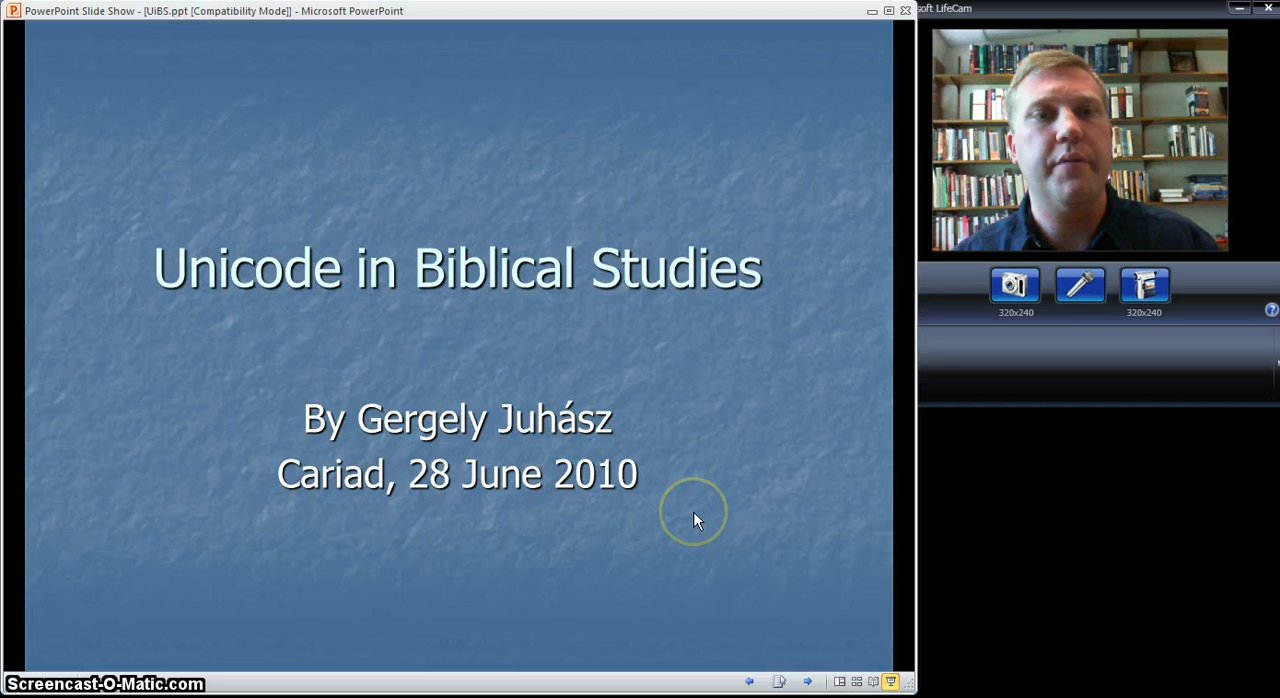 PowerPoint Slide Show - [UiBS.ppt [Compatibility Mode]] - Microsoft PowerPoint
soft LifeCam
Unicode in Biblical Studies
By Gergely Juhász
Cariad, 28 June 2010
320x240
320x240
Screencast-O-Matic.com